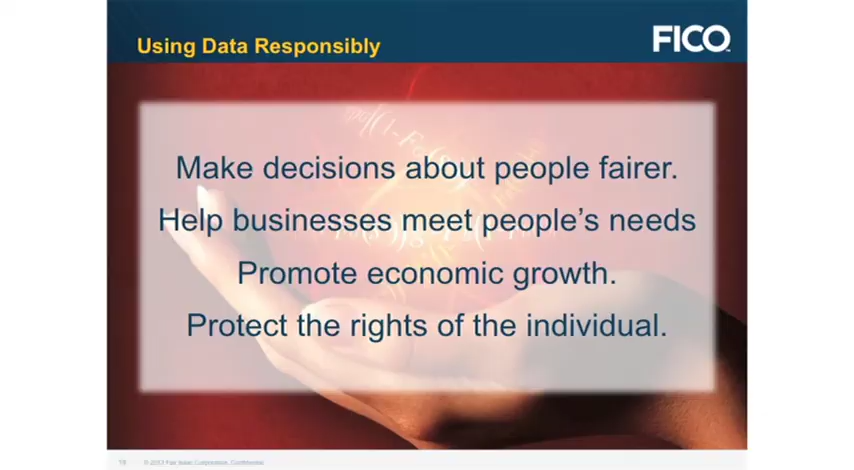 Using Data Responsibly
FICO
Make decisions about people fairer.
Help businesses meet people's needs
Promote economic growth.
Protect the rights of the individual.
© 2013 Fair Isaac Corporation. Confidential